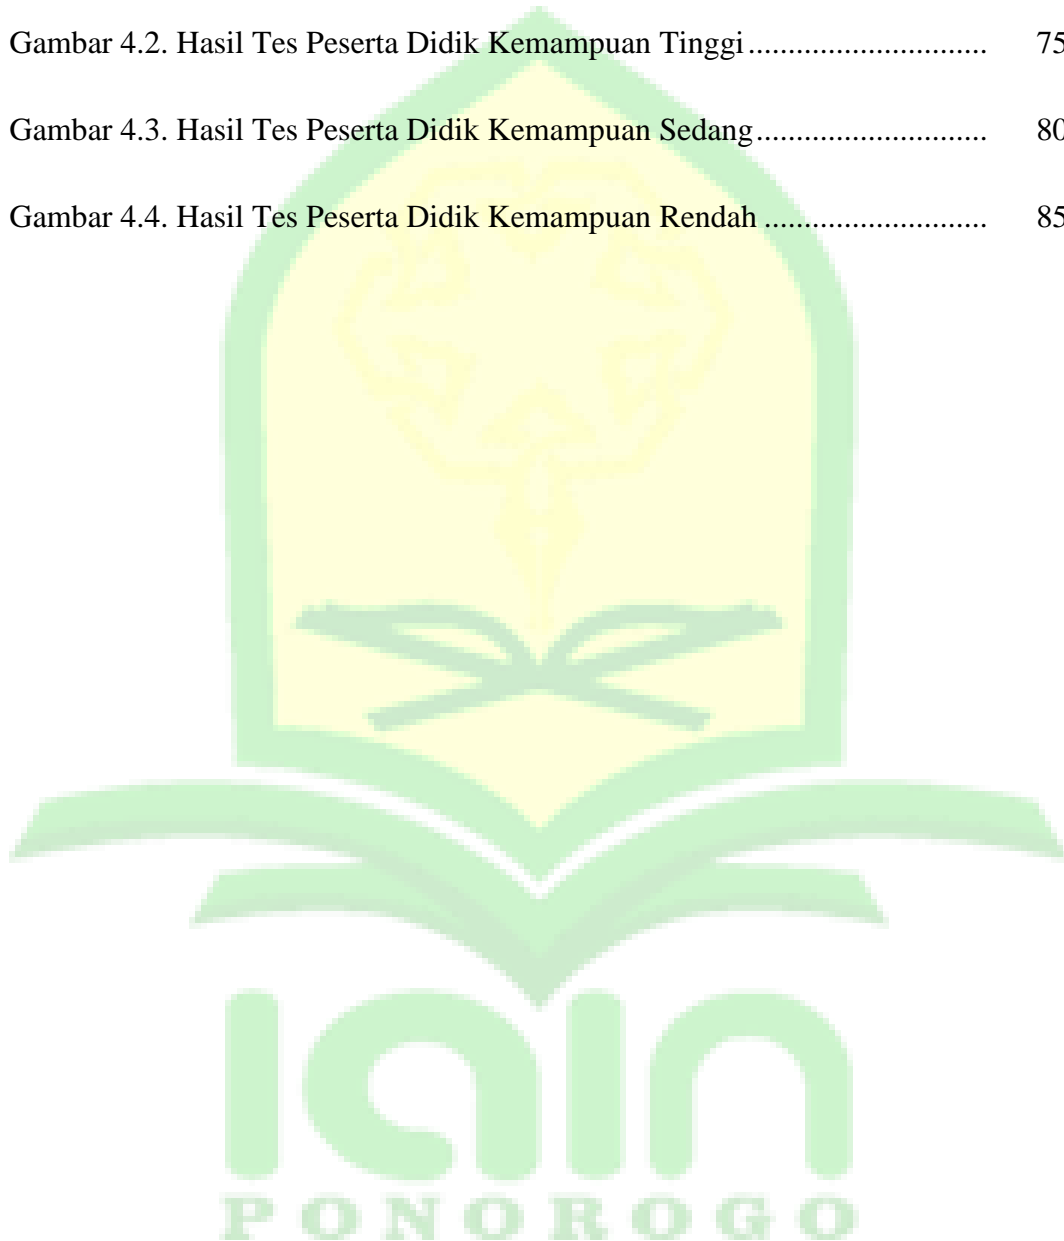 Gambar 4.2. Hasil Tes Peserta Didik Kemampuan Tinggi .............................. 75
Gambar 4.3. Hasil Tes Peserta Didik Kemampuan Sedang ............................. 80
Gambar 4.4. Hasil Tes Peserta Didik Kemampuan Rendah ............................ 85
iain
PONOROGO